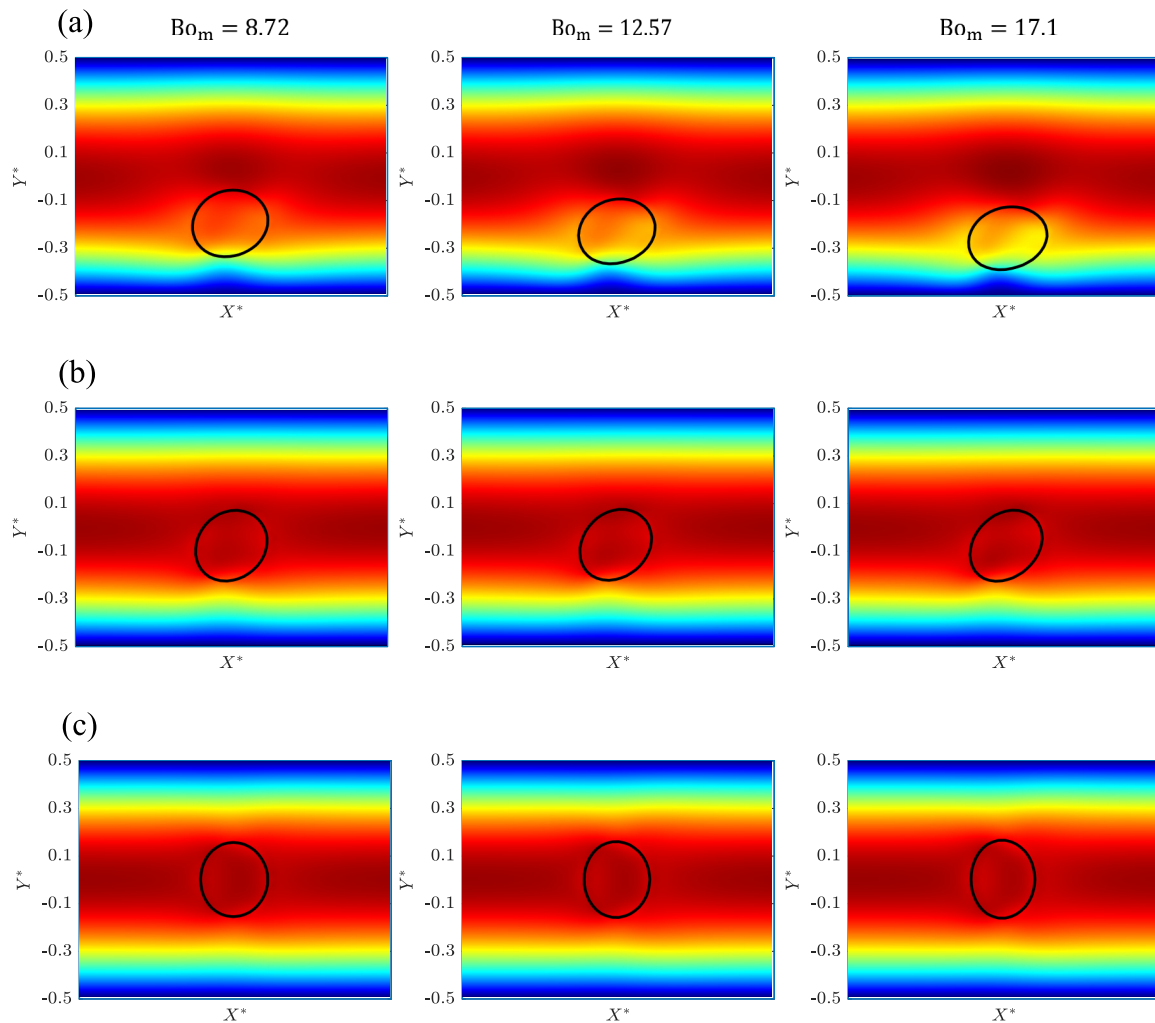 (a)
Bo_m = 8.72
Bo_m = 12.57
Bo_m = 17.1
0.5 0.5 0.5
0.3 0.3 0.3
0.1 0.1 0.1
Y* Y* Y*
-0.1 -0.1 -0.1
-0.3 -0.3 -0.3
-0.5 -0.5 -0.5
X* X* X*
(b)
0.5 0.5 0.5
0.3 0.3 0.3
0.1 0.1 0.1
Y* Y* Y*
-0.1 -0.1 -0.1
-0.3 -0.3 -0.3
-0.5 -0.5 -0.5
X* X* X*
(c)
0.5 0.5 0.5
0.3 0.3 0.3
0.1 0.1 0.1
Y* Y* Y*
-0.1 -0.1 -0.1
-0.3 -0.3 -0.3
-0.5 -0.5 -0.5
X* X* X*